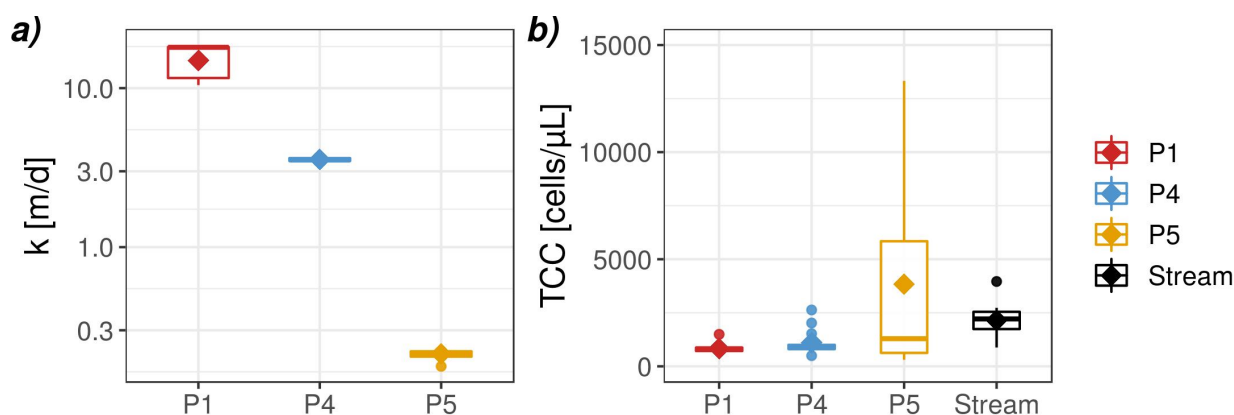 a)
k [m/d]
10.0
3.0
1.0
0.3
P1 P4 P5
b)
TCC [cells/µL]
15000
10000
5000
0
P1 P4 P5 Stream
P1
P4
P5
Stream